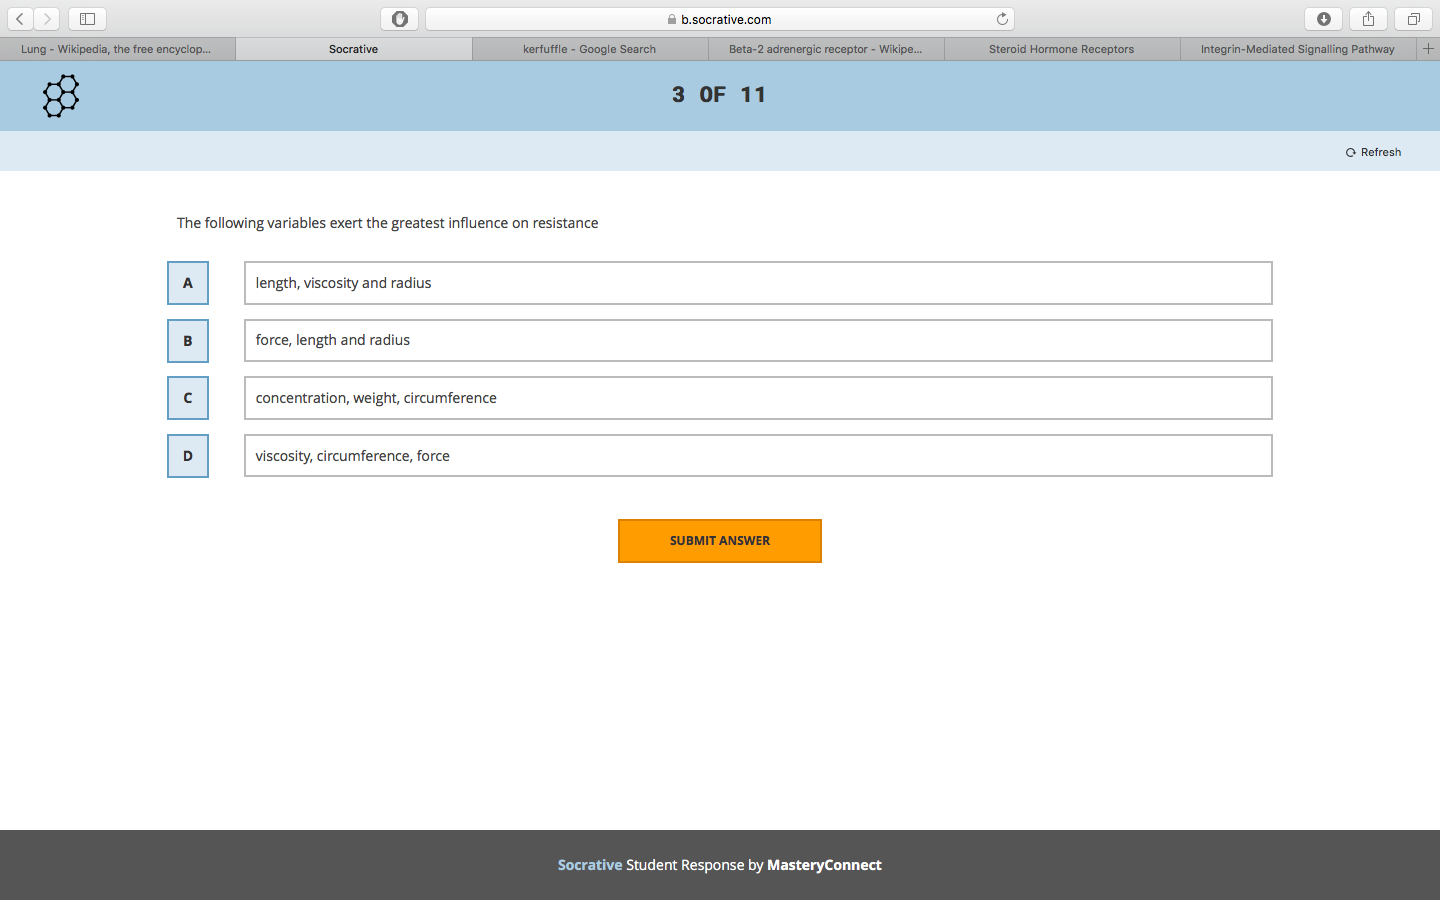 b.socrative.com
Lung - Wikipedia, the free encyclop...
Socrative
kerfuffle - Google Search
Beta-2 adrenergic receptor - Wikipe...
Steroid Hormone Receptors
Integrin-Mediated Signalling Pathway
3 OF 11
Refresh
The following variables exert the greatest influence on resistance
A length, viscosity and radius
B force, length and radius
C concentration, weight, circumference
D viscosity, circumference, force
SUBMIT ANSWER
Socrative Student Response by MasteryConnect